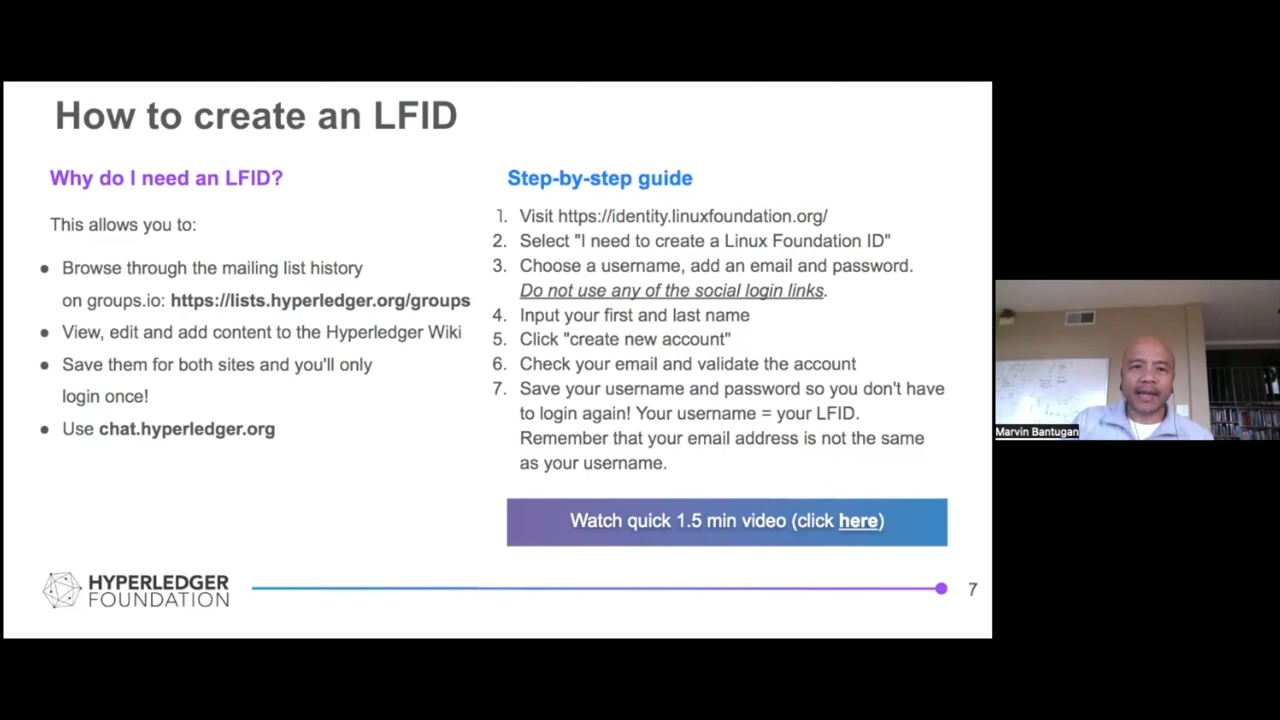 How to create an LFID
Why do I need an LFID?
This allows you to:
● Browse through the mailing list history
on groups.io: https://lists.hyperledger.org/groups
● View, edit and add content to the Hyperledger Wiki
● Save them for both sites and you'll only
login once!
● Use chat.hyperledger.org
Step-by-step guide
1. Visit https://identity.linuxfoundation.org/
2. Select "I need to create a Linux Foundation ID"
3. Choose a username, add an email and password.
Do not use any of the social login links.
4. Input your first and last name
5. Click "create new account"
6. Check your email and validate the account
7. Save your username and password so you don't have
to login again! Your username = your LFID.
Remember that your email address is not the same
as your username.
Watch quick 1.5 min video (click here)
HYPERLEDGER
FOUNDATION
7
Marvin Bantugan